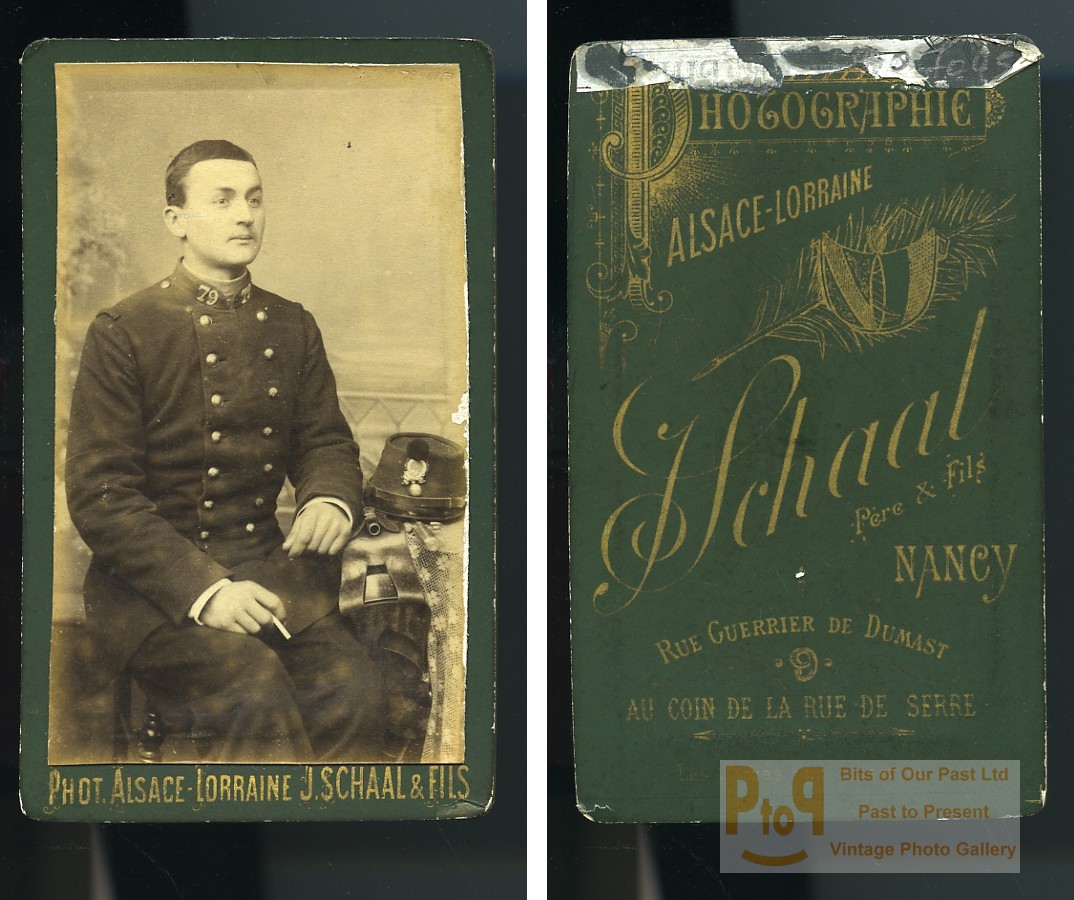 79
PHOT. ALSACE-LORRAINE J. SCHAAL & FILS
PHOTOGRAPHIE
ALSACE-LORRAINE
J Schaal
Père & Fils
NANCY
RUE GUERRIER DE DUMAST
9
AU COIN DE LA RUE DE SERRE
Les
PtoP
Bits of Our Past Ltd
Past to Present
Vintage Photo Gallery